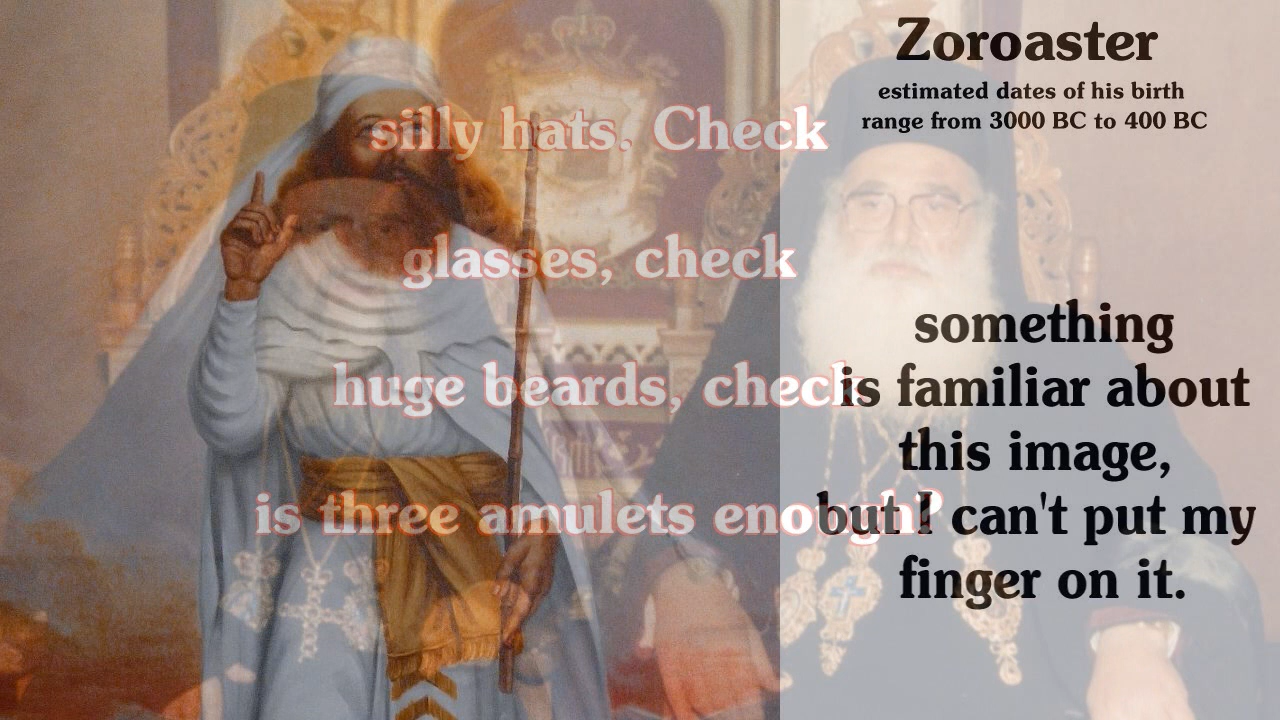 Zoroaster
estimated dates of his birth
range from 3000 BC to 400 BC
silly hats. Check
glasses, check
huge beards, check
is three amulets enough?
something
is familiar about
this image,
but I can't put my
finger on it.